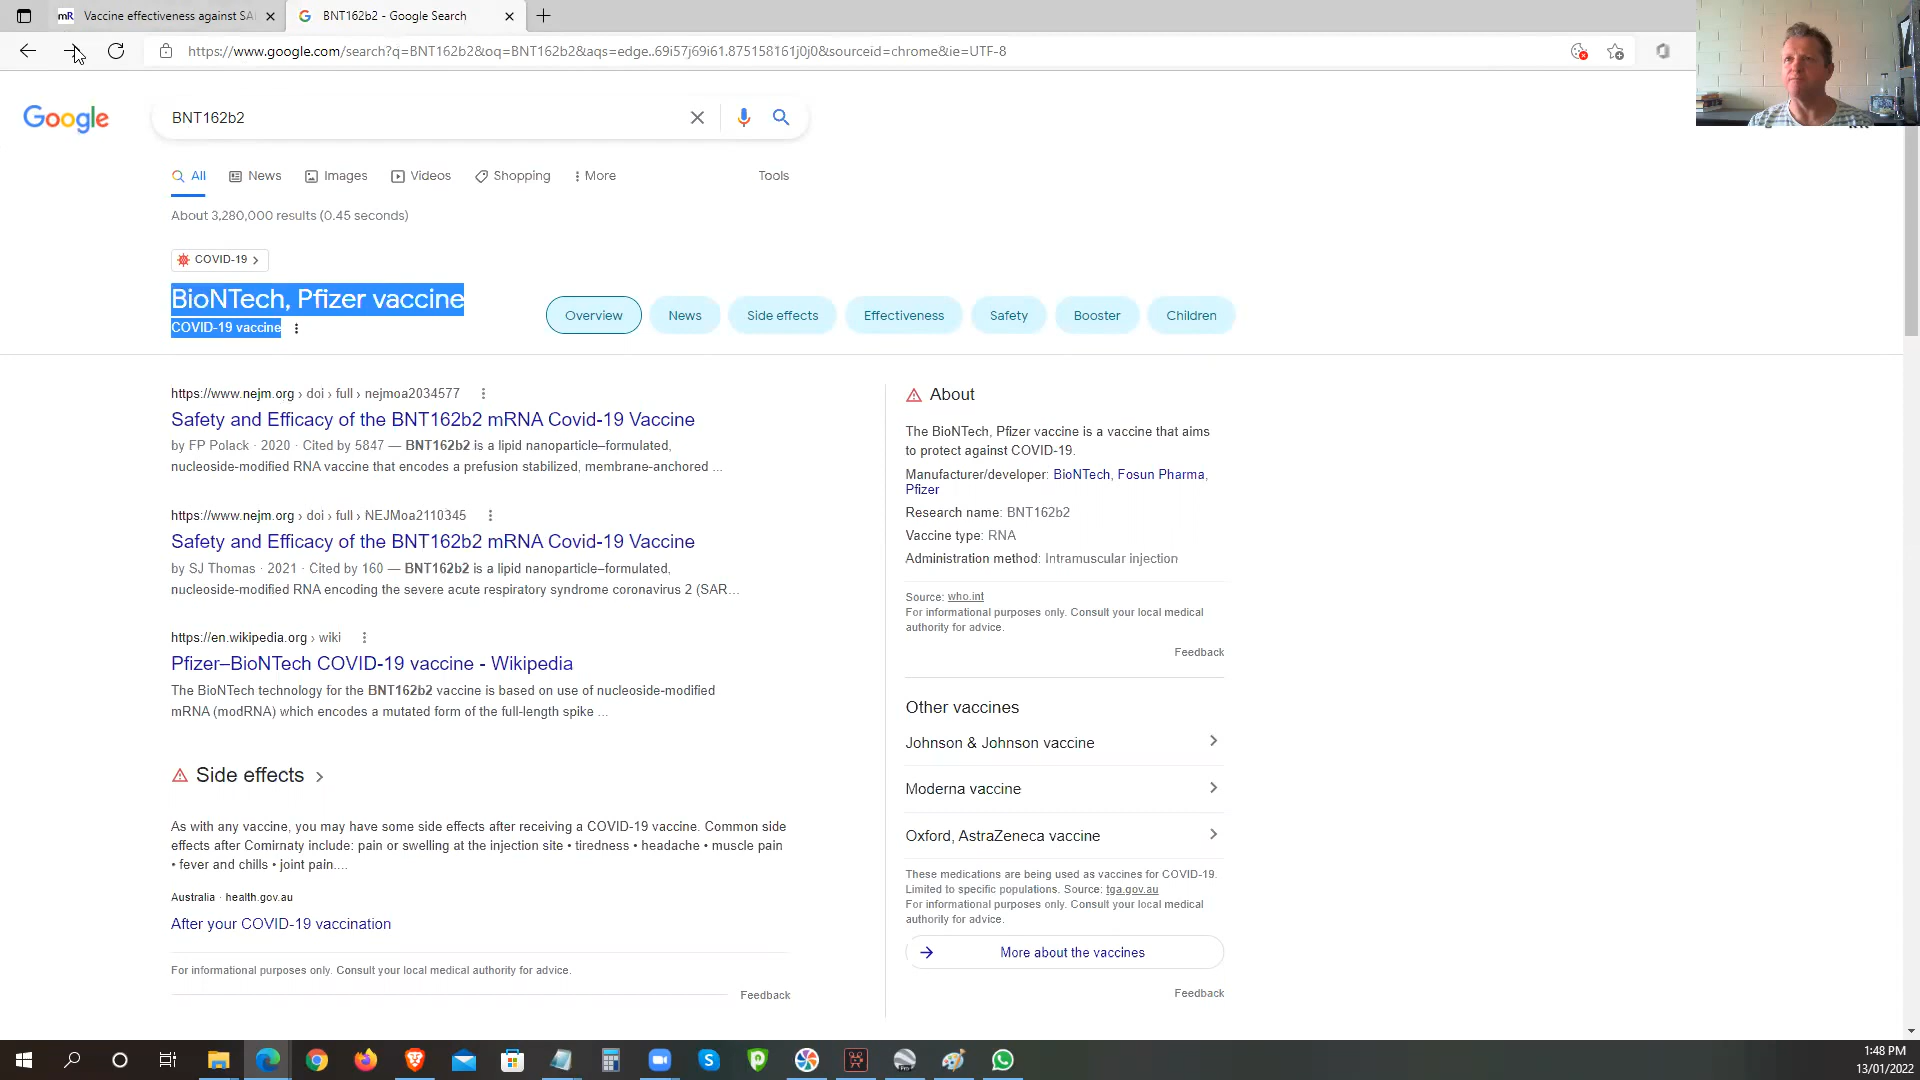 Vaccine effectiveness against SA
BNT162b2 - Google Search
https://www.google.com/search?q=BNT162b2&oq=BNT162b2&aqs=edge..69i57j69i61.875158161j0j0&sourceid=chrome&ie=UTF-8
Google
BNT162b2
All
News
Images
Videos
Shopping
More
Tools
About 3,280,000 results (0.45 seconds)
COVID-19
BioNTech, Pfizer vaccine
COVID-19 vaccine
Overview
News
Side effects
Effectiveness
Safety
Booster
Children
https://www.nejm.org › doi › full › nejmoa2034577
Safety and Efficacy of the BNT162b2 mRNA Covid-19 Vaccine
by FP Polack · 2020 · Cited by 5847 — BNT162b2 is a lipid nanoparticle–formulated,
nucleoside-modified RNA vaccine that encodes a prefusion stabilized, membrane-anchored ...
https://www.nejm.org › doi › full › NEJMoa2110345
Safety and Efficacy of the BNT162b2 mRNA Covid-19 Vaccine
by SJ Thomas · 2021 · Cited by 160 — BNT162b2 is a lipid nanoparticle–formulated,
nucleoside-modified RNA encoding the severe acute respiratory syndrome coronavirus 2 (SAR...
https://en.wikipedia.org › wiki
Pfizer–BioNTech COVID-19 vaccine - Wikipedia
The BioNTech technology for the BNT162b2 vaccine is based on use of nucleoside-modified
mRNA (modRNA) which encodes a mutated form of the full-length spike ...
Side effects
As with any vaccine, you may have some side effects after receiving a COVID-19 vaccine. Common side
effects after Comirnaty include: pain or swelling at the injection site • tiredness • headache • muscle pain
• fever and chills • joint pain....
Australia · health.gov.au
After your COVID-19 vaccination
For informational purposes only. Consult your local medical authority for advice.
Feedback
About
The BioNTech, Pfizer vaccine is a vaccine that aims
to protect against COVID-19.
Manufacturer/developer: BioNTech, Fosun Pharma,
Pfizer
Research name: BNT162b2
Vaccine type: RNA
Administration method: Intramuscular injection
Source: who.int
For informational purposes only. Consult your local medical
authority for advice.
Feedback
Other vaccines
Johnson & Johnson vaccine
Moderna vaccine
Oxford, AstraZeneca vaccine
These medications are being used as vaccines for COVID-19.
Limited to specific populations. Source: tga.gov.au
For informational purposes only. Consult your local medical
authority for advice.
More about the vaccines
Feedback
1:48 PM
13/01/2022